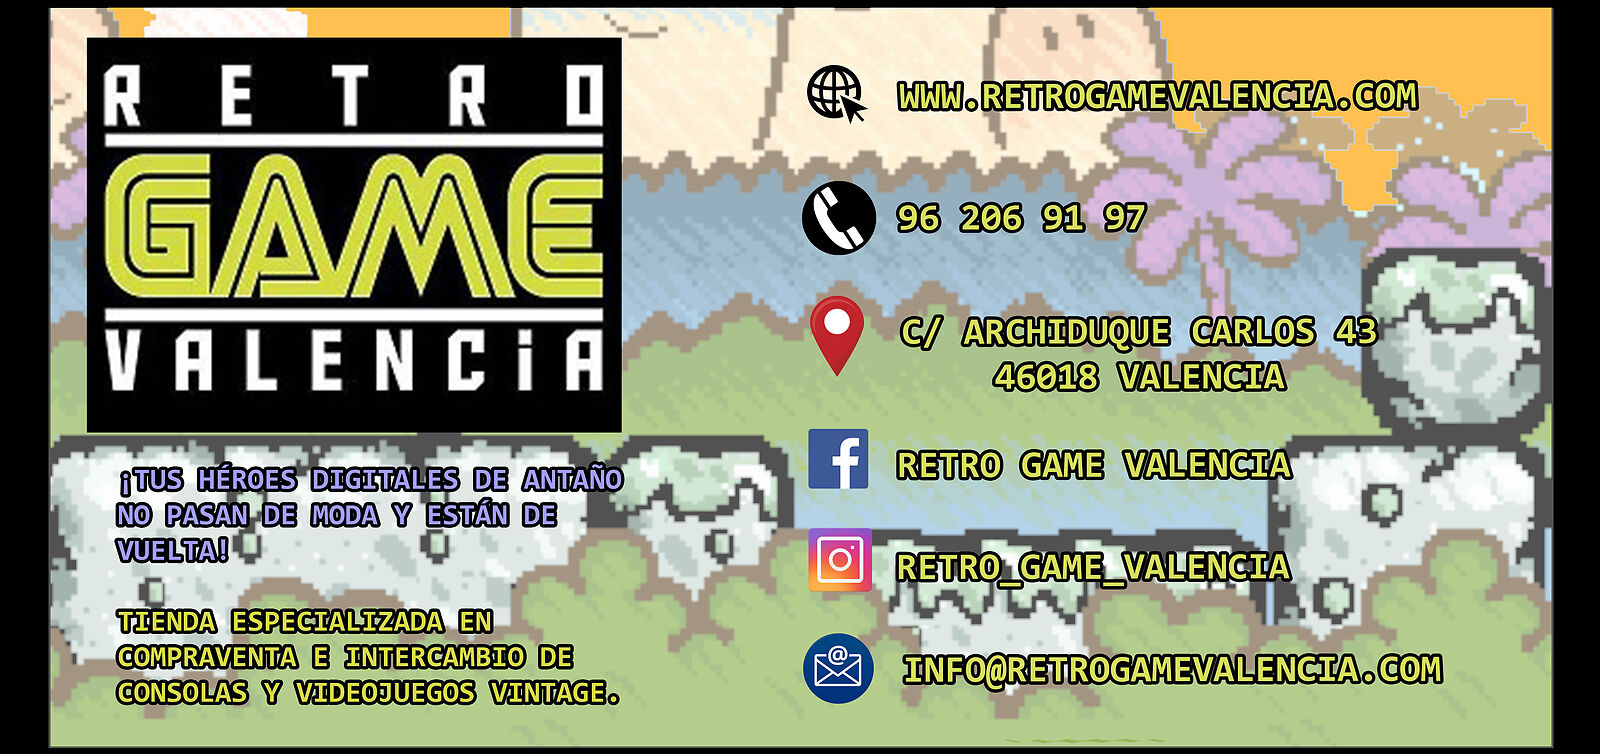 RETRO
GAME
VALENCiA
¡TUS HÉROES DIGITALES DE ANTAÑO
NO PASAN DE MODA Y ESTÁN DE
VUELTA!
TIENDA ESPECIALIZADA EN
COMPRAVENTA E INTERCAMBIO DE
CONSOLAS Y VIDEOJUEGOS VINTAGE.
WWW.RETROGAMEVALENCIA.COM
96 206 91 97
C/ ARCHIDUQUE CARLOS 43
46018 VALENCIA
RETRO GAME VALENCIA
RETRO_GAME_VALENCIA
INFO@RETROGAMEVALENCIA.COM